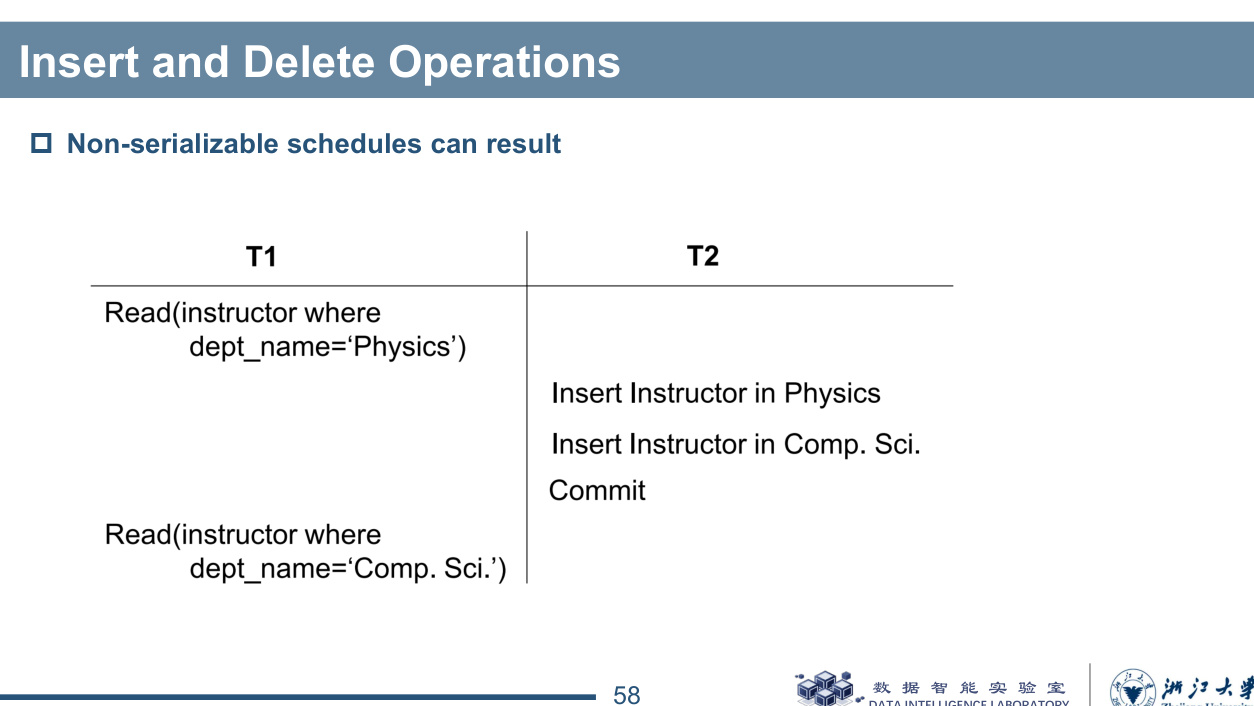 Insert and Delete Operations
Non-serializable schedules can result
T1 T2
Read(instructor where
dept_name=‘Physics’)
Insert Instructor in Physics
Insert Instructor in Comp. Sci.
Commit
Read(instructor where
dept_name=‘Comp. Sci.’)
58
数据智能实验室
DATA INTELLIGENCE LABORATORY
浙江大学